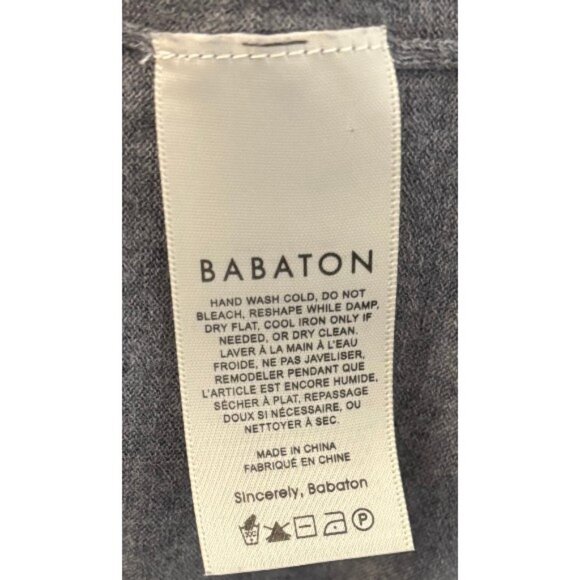 BABATON
HAND WASH COLD, DO NOT
BLEACH, RESHAPE WHILE DAMP,
DRY FLAT, COOL IRON ONLY IF
NEEDED, OR DRY CLEAN.
LAVER À LA MAIN À L'EAU
FROIDE, NE PAS JAVELISER,
REMODELER PENDANT QUE
L'ARTICLE EST ENCORE HUMIDE,
SÉCHER À PLAT, REPASSAGE
DOUX SI NÉCESSAIRE, OU
NETTOYER À SEC.
MADE IN CHINA
FABRIQUÉ EN CHINE
Sincerely, Babaton
P